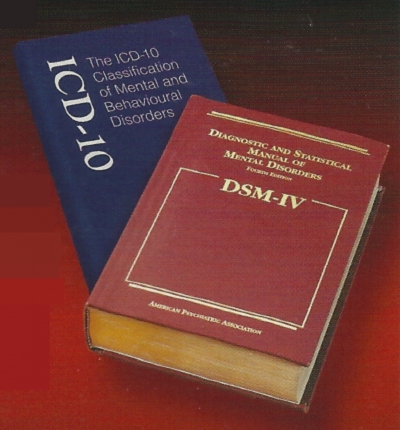 ICD-10
The ICD-10
Classification
of Mental and
Behavioural
Disorders
DIAGNOSTIC AND STATISTICAL
MANUAL OF
MENTAL DISORDERS
FOURTH EDITION
DSM-IV
AMERICAN PSYCHIATRIC ASSOCIATION